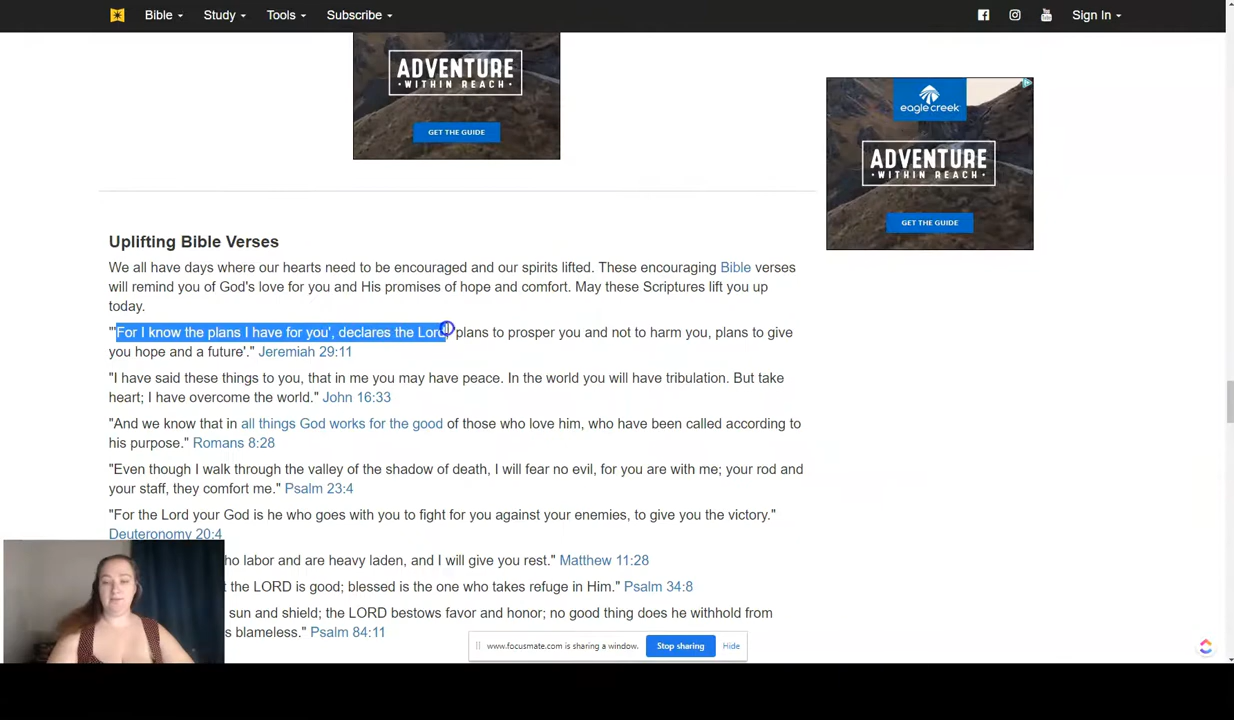 Bible Study Tools Subscribe Sign In
ADVENTURE
WITHIN REACH
GET THE GUIDE
eagle creek
ADVENTURE
WITHIN REACH
GET THE GUIDE
Uplifting Bible Verses
We all have days where our hearts need to be encouraged and our spirits lifted. These encouraging Bible verses
will remind you of God's love for you and His promises of hope and comfort. May these Scriptures lift you up
today.
"'For I know the plans I have for you', declares the Lord, plans to prosper you and not to harm you, plans to give
you hope and a future'." Jeremiah 29:11
"I have said these things to you, that in me you may have peace. In the world you will have tribulation. But take
heart; I have overcome the world." John 16:33
"And we know that in all things God works for the good of those who love him, who have been called according to
his purpose." Romans 8:28
"Even though I walk through the valley of the shadow of death, I will fear no evil, for you are with me; your rod and
your staff, they comfort me." Psalm 23:4
"For the Lord your God is he who goes with you to fight for you against your enemies, to give you the victory."
Deuteronomy 20:4
ho labor and are heavy laden, and I will give you rest." Matthew 11:28
the LORD is good; blessed is the one who takes refuge in Him." Psalm 34:8
sun and shield; the LORD bestows favor and honor; no good thing does he withhold from
s blameless." Psalm 84:11
www.focusmate.com is sharing a window. Stop sharing Hide